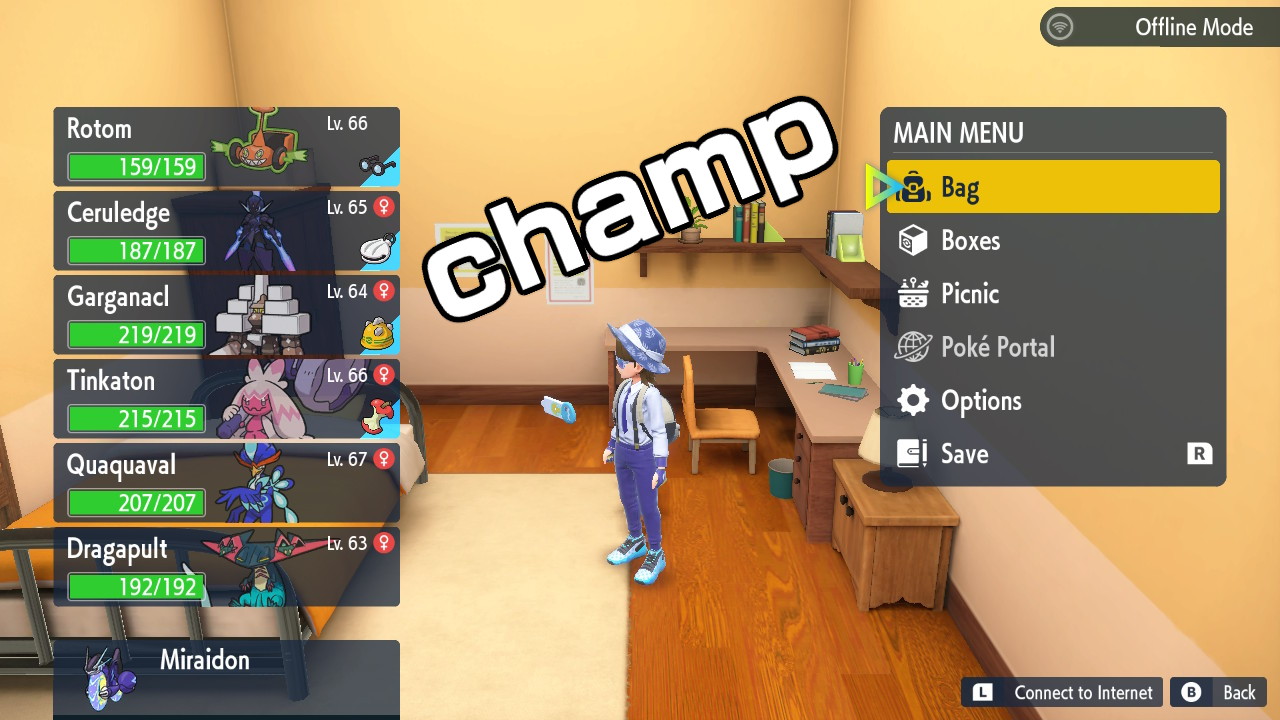 Offline Mode
Rotom Lv. 66
159/159
Ceruledge Lv. 65 ♀
187/187
Garganacl Lv. 64 ♀
219/219
Tinkaton Lv. 66 ♀
215/215
Quaquaval Lv. 67 ♀
207/207
Dragapult Lv. 63 ♀
192/192
Miraidon
champ
MAIN MENU
Bag
Boxes
Picnic
Poké Portal
Options
Save R
L Connect to Internet B Back